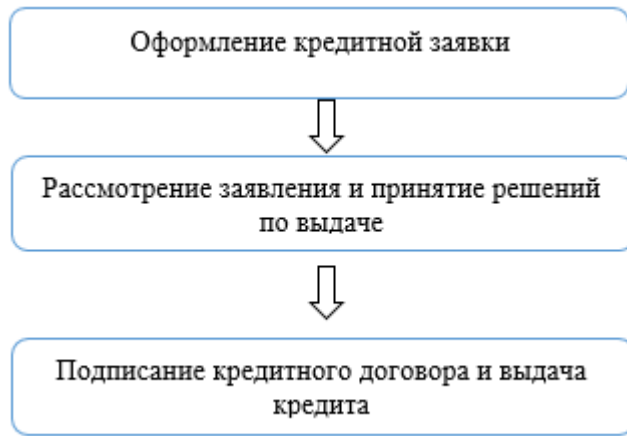 Оформление кредитной заявки
Рассмотрение заявления и принятие решений
по выдаче
Подписание кредитного договора и выдача
кредита